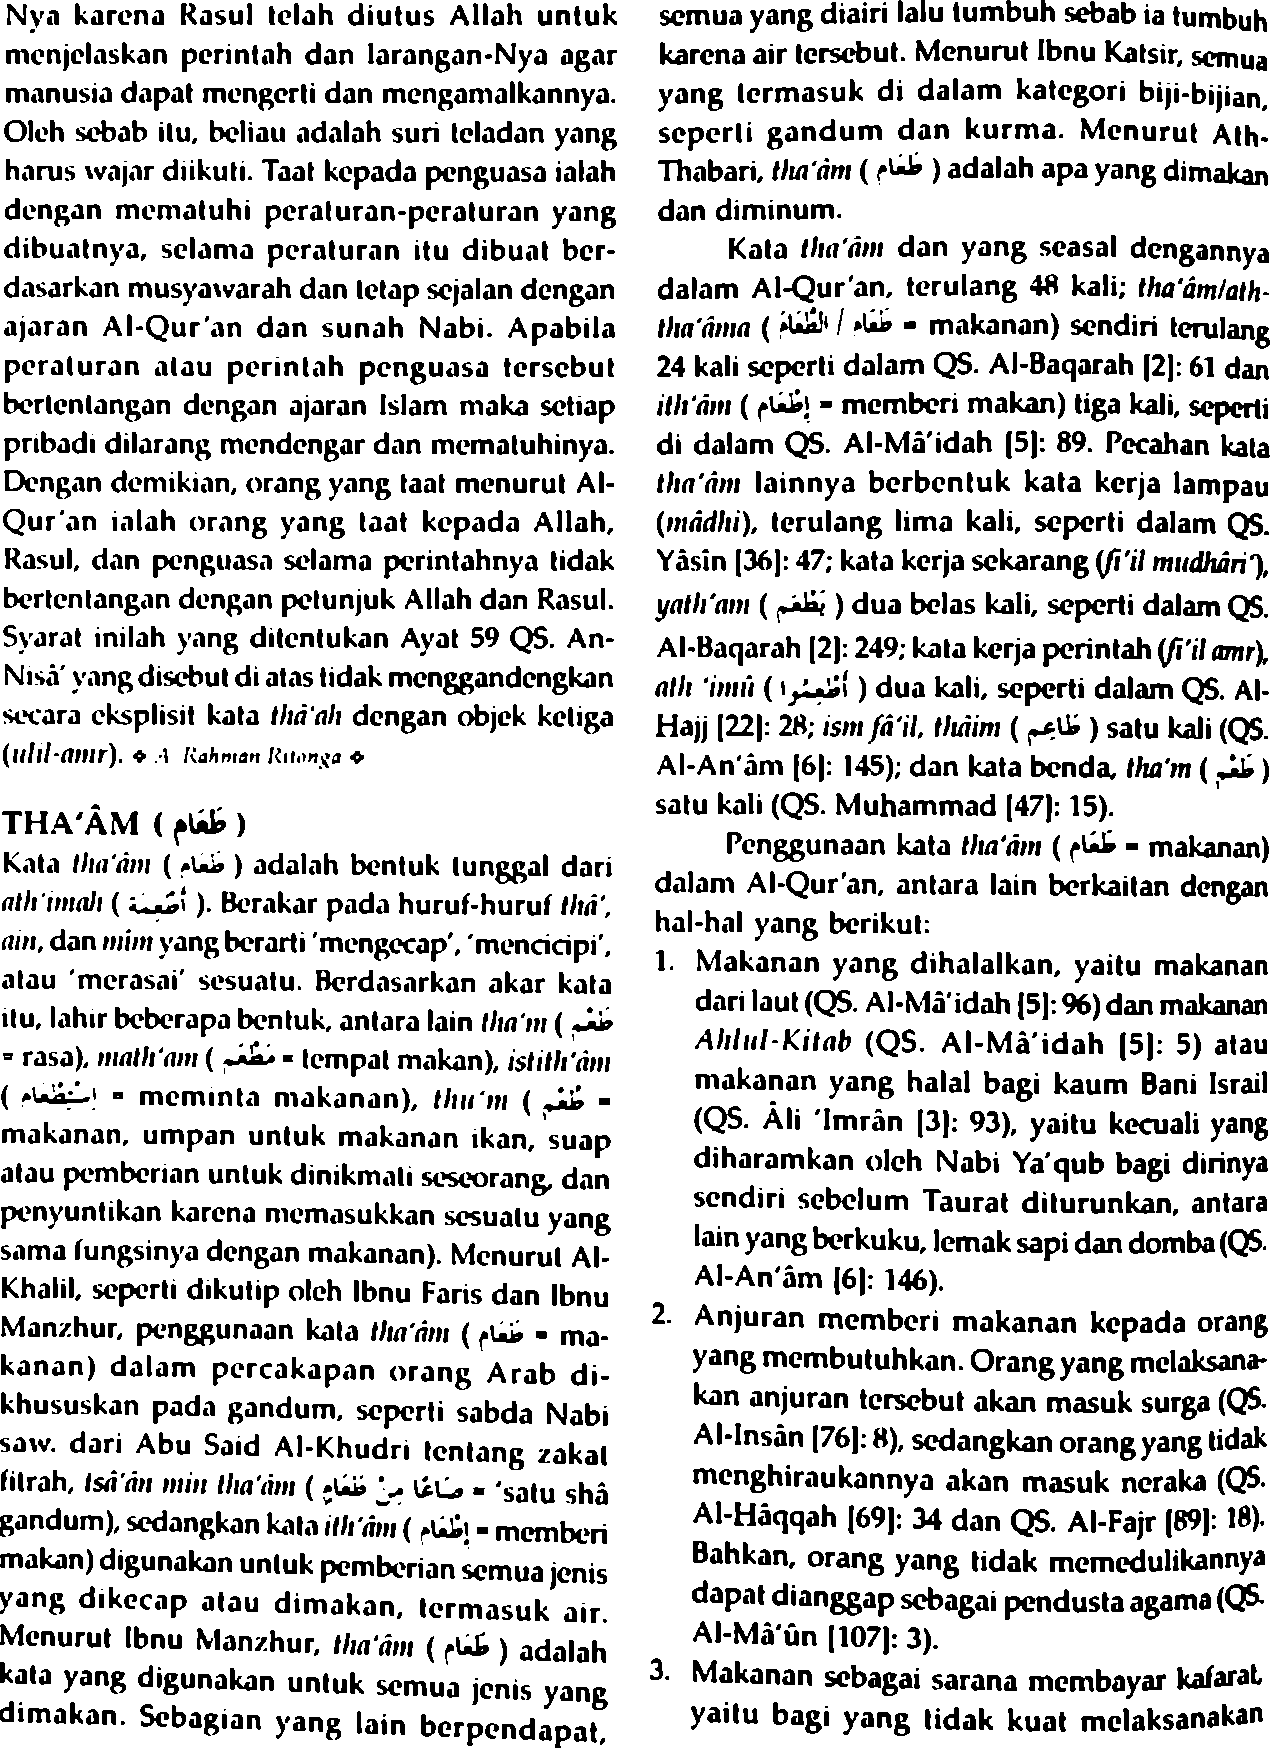 Nya karena Rasul telah diutus Allah untuk
menjelaskan perintah dan larangan-Nya agar
manusia dapat mengerti dan mengamalkannya.
Oleh sebab itu, beliau adalah suri teladan yang
harus wajar diikuti. Taat kepada penguasa ialah
dengan mematuhi peraturan-peraturan yang
dibuatnya, selama peraturan itu dibuat ber-
dasarkan musyawarah dan tetap sejalan dengan
ajaran Al-Qur'an dan sunah Nabi. Apabila
peraturan atau perintah penguasa tersebut
bertentangan dengan ajaran Islam maka setiap
pribadi dilarang mendengar dan mematuhinya.
Dengan demikian, orang yang taat menurut Al-
Qur'an ialah orang yang taat kepada Allah,
Rasul, dan penguasa selama perintahnya tidak
bertentangan dengan petunjuk Allah dan Rasul.
Syarat inilah yang ditentukan Ayat 59 QS. An-
Nisâ' yang disebut di atas tidak menggandengkan
secara eksplisit kata thâ'ah dengan objek ketiga
(ulil-amr). ❖ A Rahman Ritonga ❖
THA'ÂM ( طَعَام )
Kata tha'âm ( طَعَام ) adalah bentuk tunggal dari
ath'imah ( أَطْعِمَة ). Berakar pada huruf-huruf thâ',
ain, dan mîm yang berarti 'mengecap', 'mencicipi',
atau 'merasai' sesuatu. Berdasarkan akar kata
itu, lahir beberapa bentuk, antara lain tha'm ( طَعْم
= rasa), math'am ( مَطْعَم = tempat makan), istith'âm
( إِسْتِطْعَام = meminta makanan), thu'm ( طُعْم =
makanan, umpan untuk makanan ikan, suap
atau pemberian untuk dinikmati seseorang, dan
penyuntikan karena memasukkan sesuatu yang
sama fungsinya dengan makanan). Menurut Al-
Khalil, seperti dikutip oleh Ibnu Faris dan Ibnu
Manzhur, penggunaan kata tha'âm ( طَعَام = ma-
kanan) dalam percakapan orang Arab di-
khususkan pada gandum, seperti sabda Nabi
saw. dari Abu Said Al-Khudri tentang zakat
fitrah, tsâ'ân min tha'âm ( صَاعًا مِنْ طَعَامٍ = 'satu shâ
gandum), sedangkan kata ith'âm ( إِطْعَام = memberi
makan) digunakan untuk pemberian semua jenis
yang dikecap atau dimakan, termasuk air.
Menurut Ibnu Manzhur, tha'âm ( طَعَام ) adalah
kata yang digunakan untuk semua jenis yang
dimakan. Sebagian yang lain berpendapat,
semua yang diairi lalu tumbuh sebab ia tumbuh
karena air tersebut. Menurut Ibnu Katsir, semua
yang termasuk di dalam kategori biji-bijian,
seperti gandum dan kurma. Menurut Ath-
Thabari, tha'âm ( طَعَام ) adalah apa yang dimakan
dan diminum.
Kata tha'âm dan yang seasal dengannya
dalam Al-Qur'an, terulang 48 kali; tha'âm/ath-
tha'âma ( طَعَام / الطَّعَامَ = makanan) sendiri terulang
24 kali seperti dalam QS. Al-Baqarah [2]: 61 dan
ith'âm ( إِطْعَام = memberi makan) tiga kali, seperti
di dalam QS. Al-Mâ'idah [5]: 89. Pecahan kata
tha'âm lainnya berbentuk kata kerja lampau
(mâdhi), terulang lima kali, seperti dalam QS.
Yâsîn [36]: 47; kata kerja sekarang (fi'il mudhâri'),
yath'am ( يَطْعَم ) dua belas kali, seperti dalam QS.
Al-Baqarah [2]: 249; kata kerja perintah (fi'il amr),
ath 'imû ( أَطْعِمُوا ) dua kali, seperti dalam QS. Al-
Hajj [22]: 28; ism fâ'il, thâim ( طَاعِم ) satu kali (QS.
Al-An'âm [6]: 145); dan kata benda, tha'm ( طَعْم )
satu kali (QS. Muhammad [47]: 15).
Penggunaan kata tha'âm ( طَعَام = makanan)
dalam Al-Qur'an, antara lain berkaitan dengan
hal-hal yang berikut:
1. Makanan yang dihalalkan, yaitu makanan
dari laut (QS. Al-Mâ'idah [5]: 96) dan makanan
Ahlul-Kitab (QS. Al-Mâ'idah [5]: 5) atau
makanan yang halal bagi kaum Bani Israil
(QS. Âli 'Imrân [3]: 93), yaitu kecuali yang
diharamkan oleh Nabi Ya'qub bagi dirinya
sendiri sebelum Taurat diturunkan, antara
lain yang berkuku, lemak sapi dan domba (QS.
Al-An'âm [6]: 146).
2. Anjuran memberi makanan kepada orang
yang membutuhkan. Orang yang melaksana-
kan anjuran tersebut akan masuk surga (QS.
Al-Insân [76]: 8), sedangkan orang yang tidak
menghiraukannya akan masuk neraka (QS.
Al-Hâqqah [69]: 34 dan QS. Al-Fajr [89]: 18).
Bahkan, orang yang tidak memedulikannya
dapat dianggap sebagai pendusta agama (QS.
Al-Mâ'ûn [107]: 3).
3. Makanan sebagai sarana membayar kafarat,
yaitu bagi yang tidak kuat melaksanakan